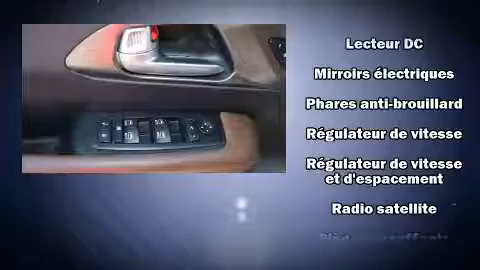 Lecteur DC
Mirroirs électriques
Phares anti-brouillard
Régulateur de vitesse
Régulateur de vitesse
et d'espacement
Radio satellite